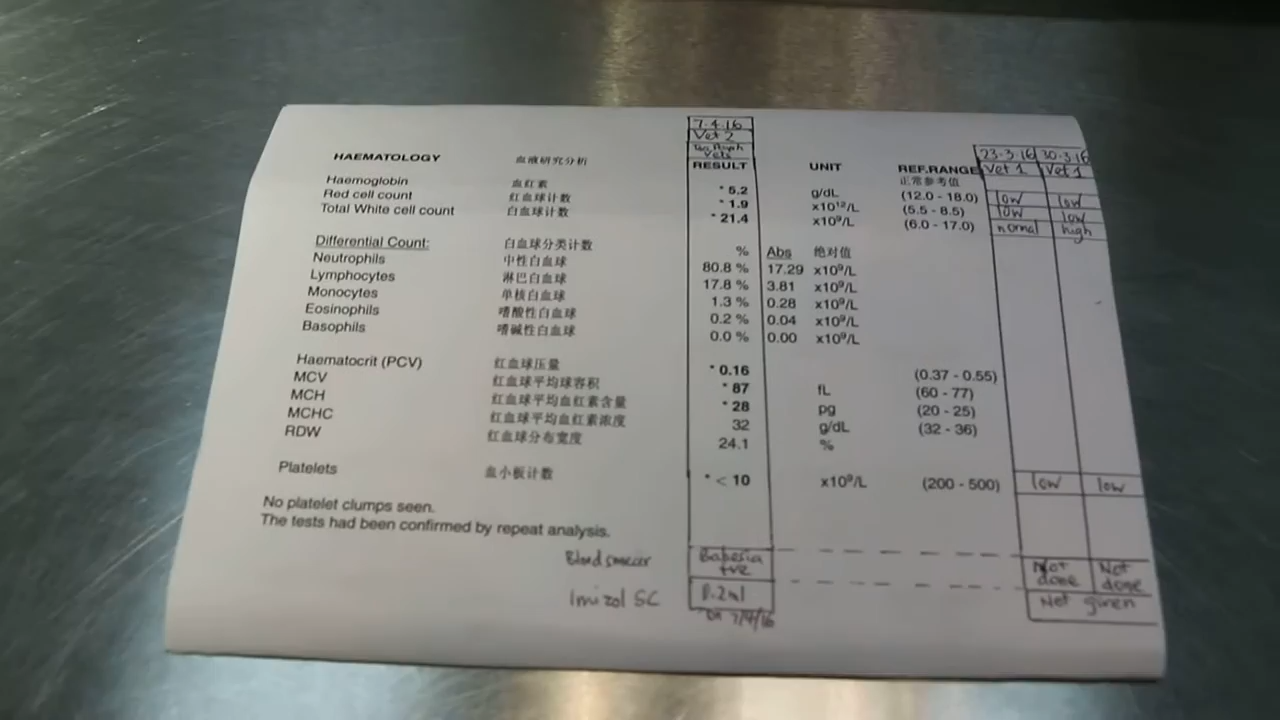 7.4.16
Vet 2
Toa Payoh
Vets
23-3.16 30-3.16
Vet 1 Vet 1
HAEMATOLOGY 血液研究分析 RESULT UNIT REF.RANGE
正常参考值
Haemoglobin 血红素 * 5.2 g/dL (12.0 - 18.0) low low
Red cell count 红血球计数 * 1.9 x10¹²/L (5.5 - 8.5) low low
Total White cell count 白血球计数 * 21.4 x10⁹/L (6.0 - 17.0) normal high
Differential Count: 白血球分类计数 % Abs 绝对值
Neutrophils 中性白血球 80.8 % 17.29 x10⁹/L
Lymphocytes 淋巴白血球 17.8 % 3.81 x10⁹/L
Monocytes 单核白血球 1.3 % 0.28 x10⁹/L
Eosinophils 嗜酸性白血球 0.2 % 0.04 x10⁹/L
Basophils 嗜碱性白血球 0.0 % 0.00 x10⁹/L
Haematocrit (PCV) 红血球压量 * 0.16 (0.37 - 0.55)
MCV 红血球平均球容积 * 87 fL (60 - 77)
MCH 红血球平均血红素含量 * 28 pg (20 - 25)
MCHC 红血球平均血红素浓度 32 g/dL (32 - 36)
RDW 红血球分布宽度 24.1 %
Platelets 血小板计数 * < 10 x10⁹/L (200 - 500) low low
No platelet clumps seen.
The tests had been confirmed by repeat analysis.
Blood smear Babesia +ve Not done Not done
Imizol SC 0.2ml Not given
on 7/4/16